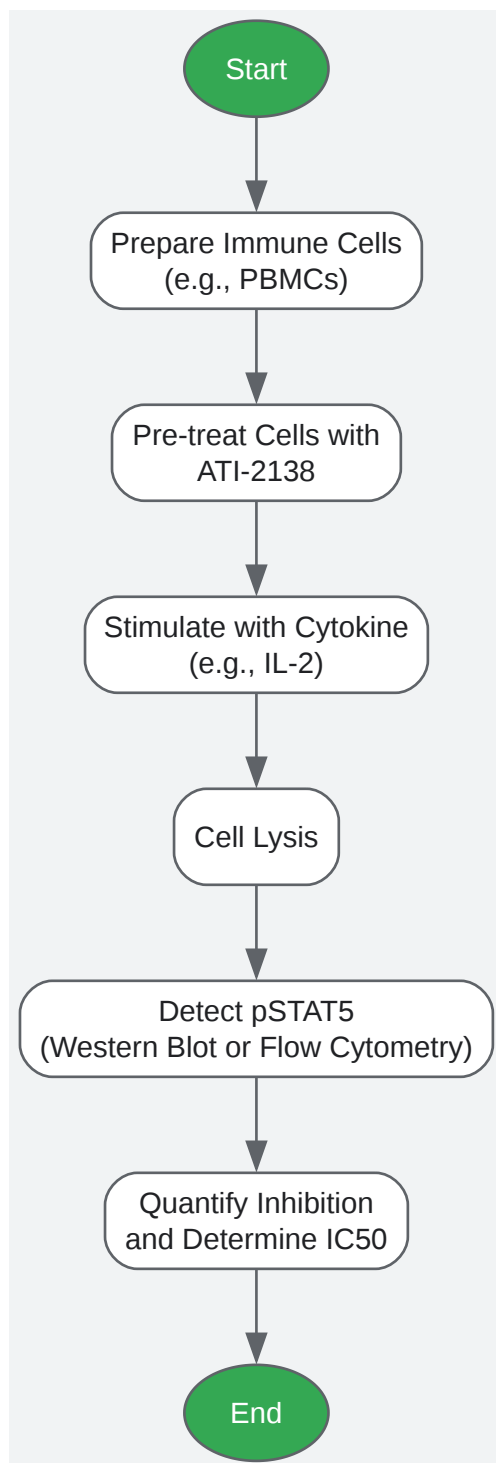 Start
Prepare Immune Cells
(e.g., PBMCs)
Pre-treat Cells with
ATI-2138
Stimulate with Cytokine
(e.g., IL-2)
Cell Lysis
Detect pSTAT5
(Western Blot or Flow Cytometry)
Quantify Inhibition
and Determine IC50
End